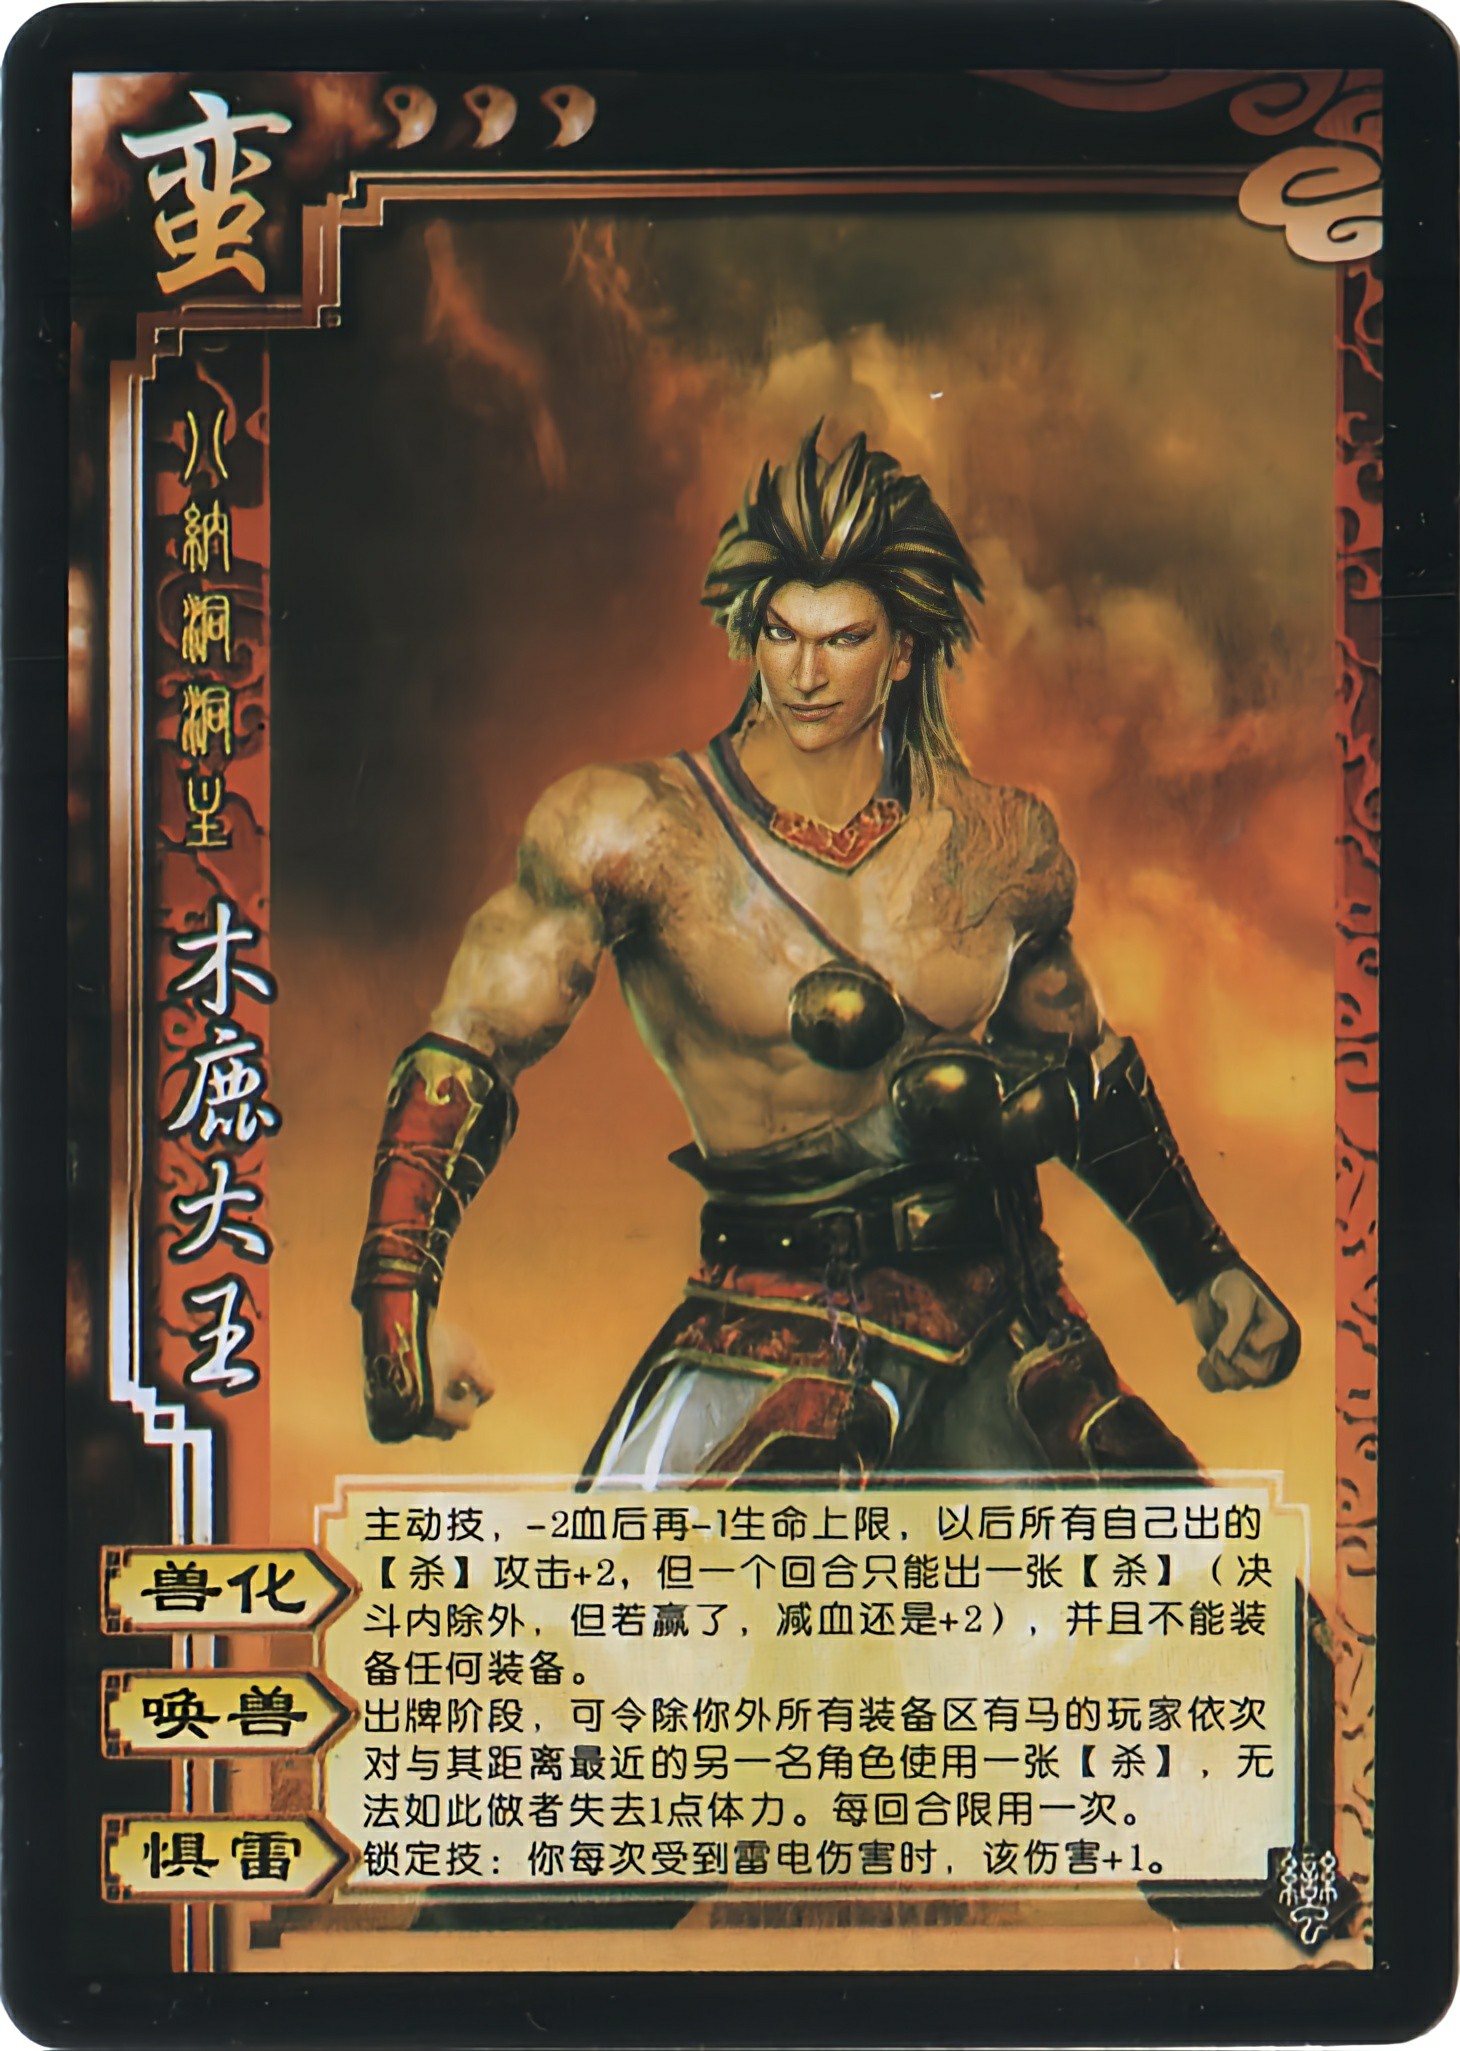 蛮
八納洞洞主
木鹿大王
兽化
主动技，-2血后再-1生命上限，以后所有自己出的
【杀】攻击+2，但一个回合只能出一张【杀】（决
斗内除外，但若赢了，减血还是+2），并且不能装
备任何装备。
唤兽
出牌阶段，可令除你外所有装备区有马的玩家依次
对与其距离最近的另一名角色使用一张【杀】，无
法如此做者失去1点体力。每回合限用一次。
惧雷
锁定技：你每次受到雷电伤害时，该伤害+1。
蠻